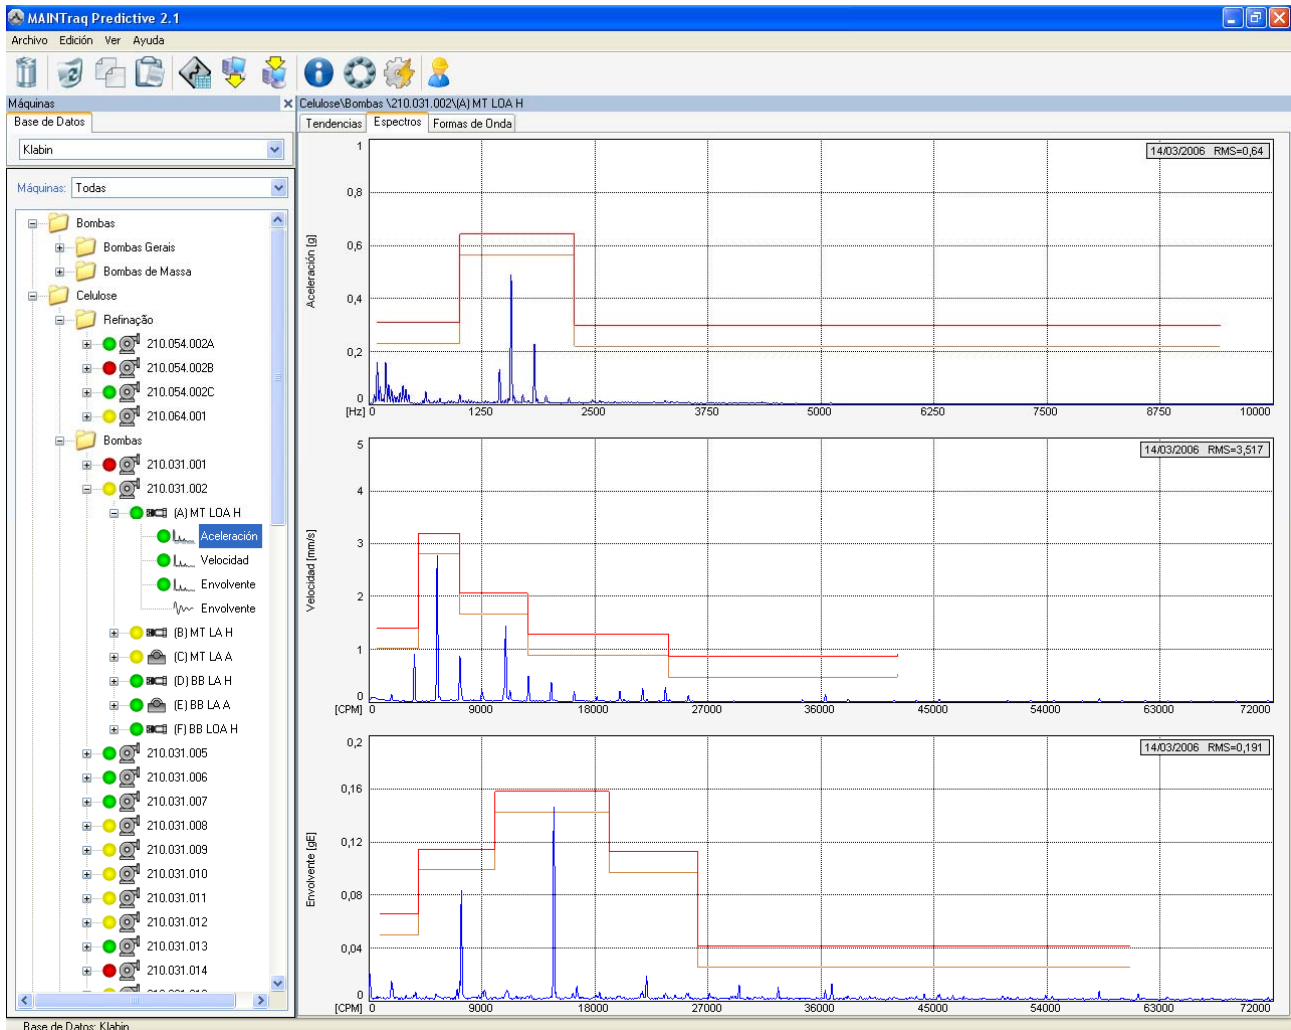 MAINTraq Predictive 2.1
Archivo Edición Ver Ayuda
Máquinas
Base de Datos
Klabin
Máquinas: Todas
Bombas
Bombas Gerais
Bombas de Massa
Celulose
Refinação
210.054.002A
210.054.002B
210.054.002C
210.064.001
Bombas
210.031.001
210.031.002
(A) MT LOA H
Aceleración
Velocidad
Envolvente
Envolvente
(B) MT LA H
(C) MT LA A
(D) BB LA H
(E) BB LA A
(F) BB LOA H
210.031.005
210.031.006
210.031.007
210.031.008
210.031.009
210.031.010
210.031.011
210.031.012
210.031.013
210.031.014
Base de Datos: Klabin
Celulose\Bombas \210.031.002\(A) MT LOA H
Tendencias Espectros Formas de Onda
14/03/2006 RMS=0,64
Aceleración [g]
1
0,8
0,6
0,4
0,2
0
[Hz] 0 1250 2500 3750 5000 6250 7500 8750 10000
14/03/2006 RMS=3,517
Velocidad [mm/s]
5
4
3
2
1
0
[CPM] 0 9000 18000 27000 36000 45000 54000 63000 72000
14/03/2006 RMS=0,191
Envolvente [gE]
0,2
0,16
0,12
0,08
0,04
0
[CPM] 0 9000 18000 27000 36000 45000 54000 63000 72000